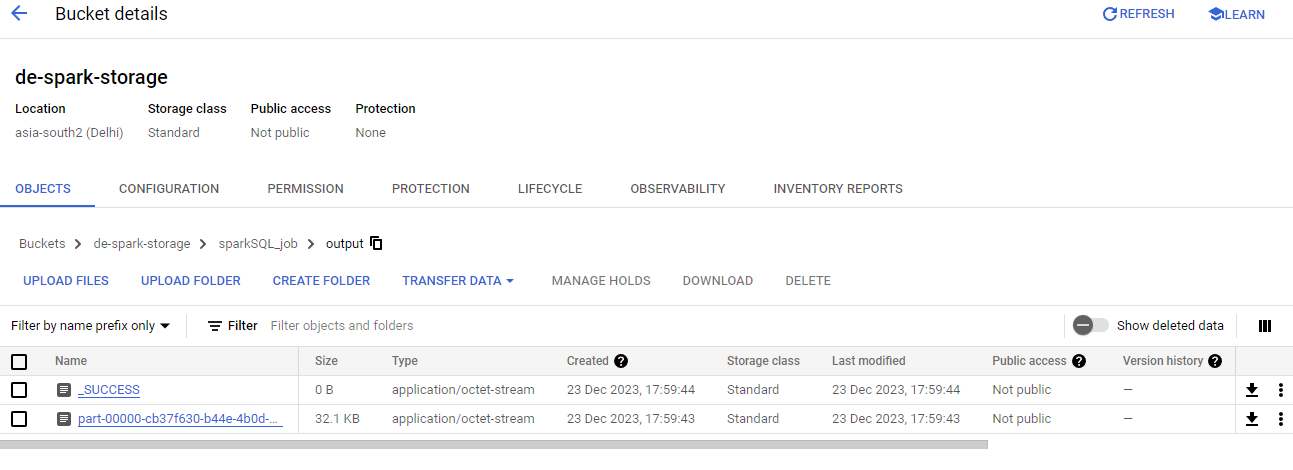 Bucket details REFRESH LEARN
de-spark-storage
Location Storage class Public access Protection
asia-south2 (Delhi) Standard Not public None
OBJECTS CONFIGURATION PERMISSION PROTECTION LIFECYCLE OBSERVABILITY INVENTORY REPORTS
Buckets > de-spark-storage > sparkSQL_job > output
UPLOAD FILES UPLOAD FOLDER CREATE FOLDER TRANSFER DATA MANAGE HOLDS DOWNLOAD DELETE
Filter by name prefix only Filter Filter objects and folders Show deleted data
Name Size Type Created ? Storage class Last modified Public access ? Version history ?
_SUCCESS 0 B application/octet-stream 23 Dec 2023, 17:59:44 Standard 23 Dec 2023, 17:59:44 Not public —
part-00000-cb37f630-b44e-4b0d-... 32.1 KB application/octet-stream 23 Dec 2023, 17:59:43 Standard 23 Dec 2023, 17:59:43 Not public —